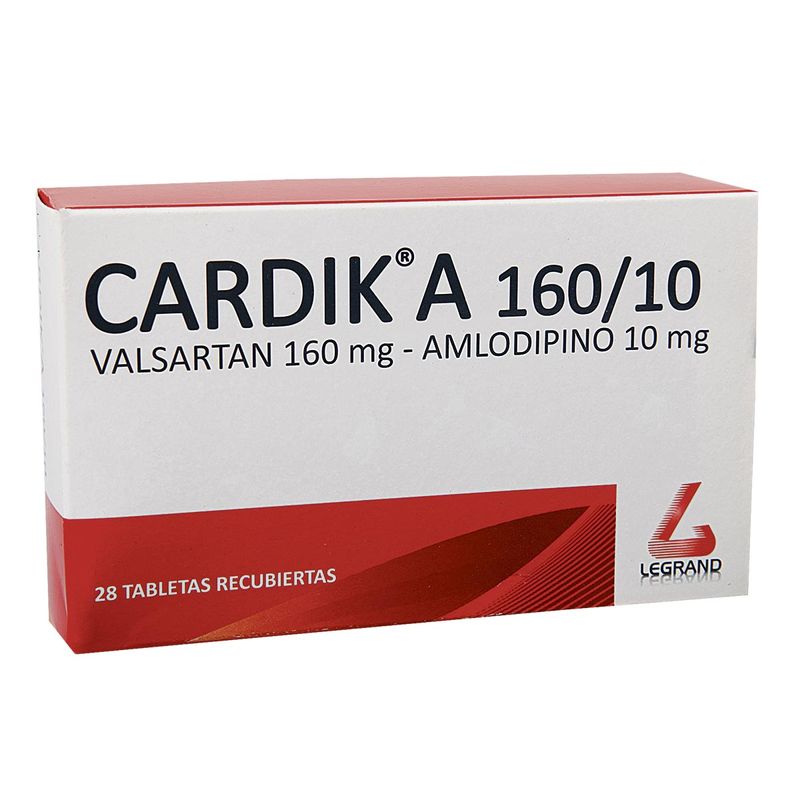 CARDIK® A 160/10
VALSARTAN 160 mg - AMLODIPINO 10 mg
28 TABLETAS RECUBIERTAS
LEGRAND